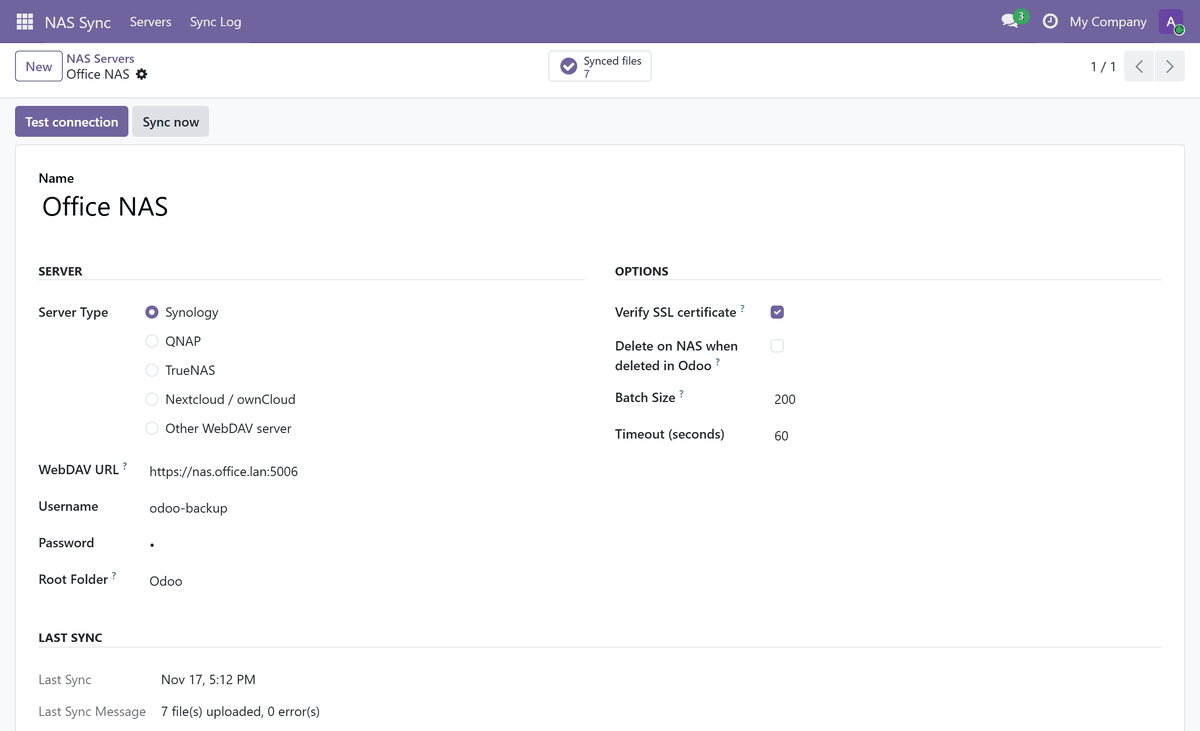 NAS Sync Servers Sync Log 3 My Company A
New NAS Servers
Office NAS
Synced files
7
1 / 1
Test connection Sync now
Name
Office NAS
SERVER
Server Type Synology
QNAP
TrueNAS
Nextcloud / ownCloud
Other WebDAV server
WebDAV URL ? https://nas.office.lan:5006
Username odoo-backup
Password
Root Folder ? Odoo
OPTIONS
Verify SSL certificate ?
Delete on NAS when
deleted in Odoo ?
Batch Size ? 200
Timeout (seconds) 60
LAST SYNC
Last Sync Nov 17, 5:12 PM
Last Sync Message 7 file(s) uploaded, 0 error(s)